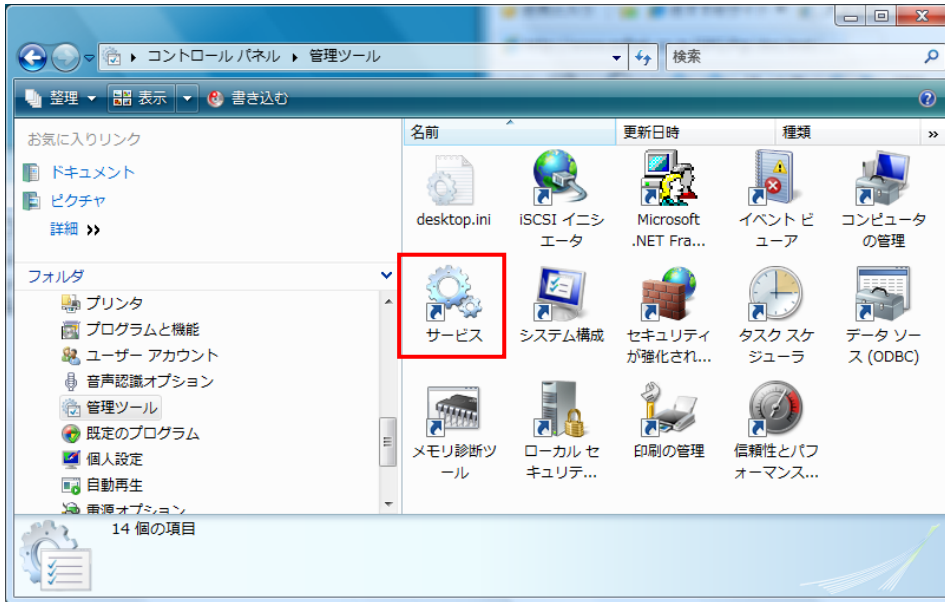 コントロール パネル ▸ 管理ツール
検索
整理 表示 書き込む
お気に入りリンク
ドキュメント
ピクチャ
詳細 »
フォルダ
プリンタ
プログラムと機能
ユーザー アカウント
音声認識オプション
管理ツール
既定のプログラム
個人設定
自動再生
電源オプション
名前 更新日時 種類 »
desktop.ini
iSCSI イニシ
エータ
Microsoft
.NET Fra...
イベント ビ
ューア
コンピュータ
の管理
サービス
システム構成
セキュリティ
が強化され...
タスク スケ
ジューラ
データ ソー
ス (ODBC)
メモリ診断ツ
ール
ローカル セ
キュリテ...
印刷の管理
信頼性とパフ
ォーマンス...
14 個の項目